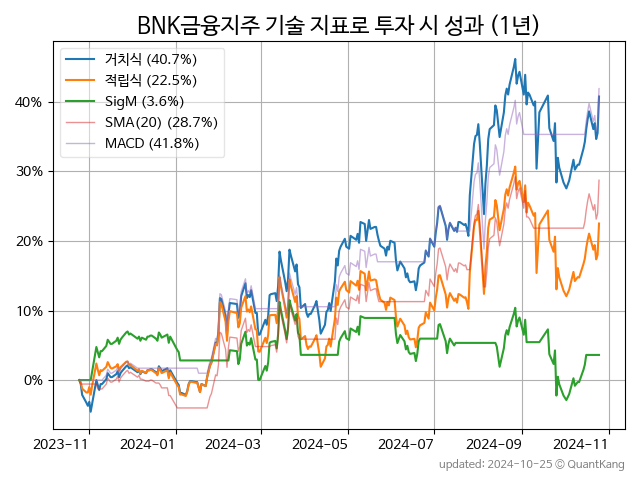 BNK금융지주 기술 지표로 투자 시 성과 (1년)
거치식 (40.7%)
적립식 (22.5%)
SigM (3.6%)
SMA(20) (28.7%)
MACD (41.8%)
40%
30%
20%
10%
0%
2023-11 2024-01 2024-03 2024-05 2024-07 2024-09 2024-11
updated: 2024-10-25 © QuantKang